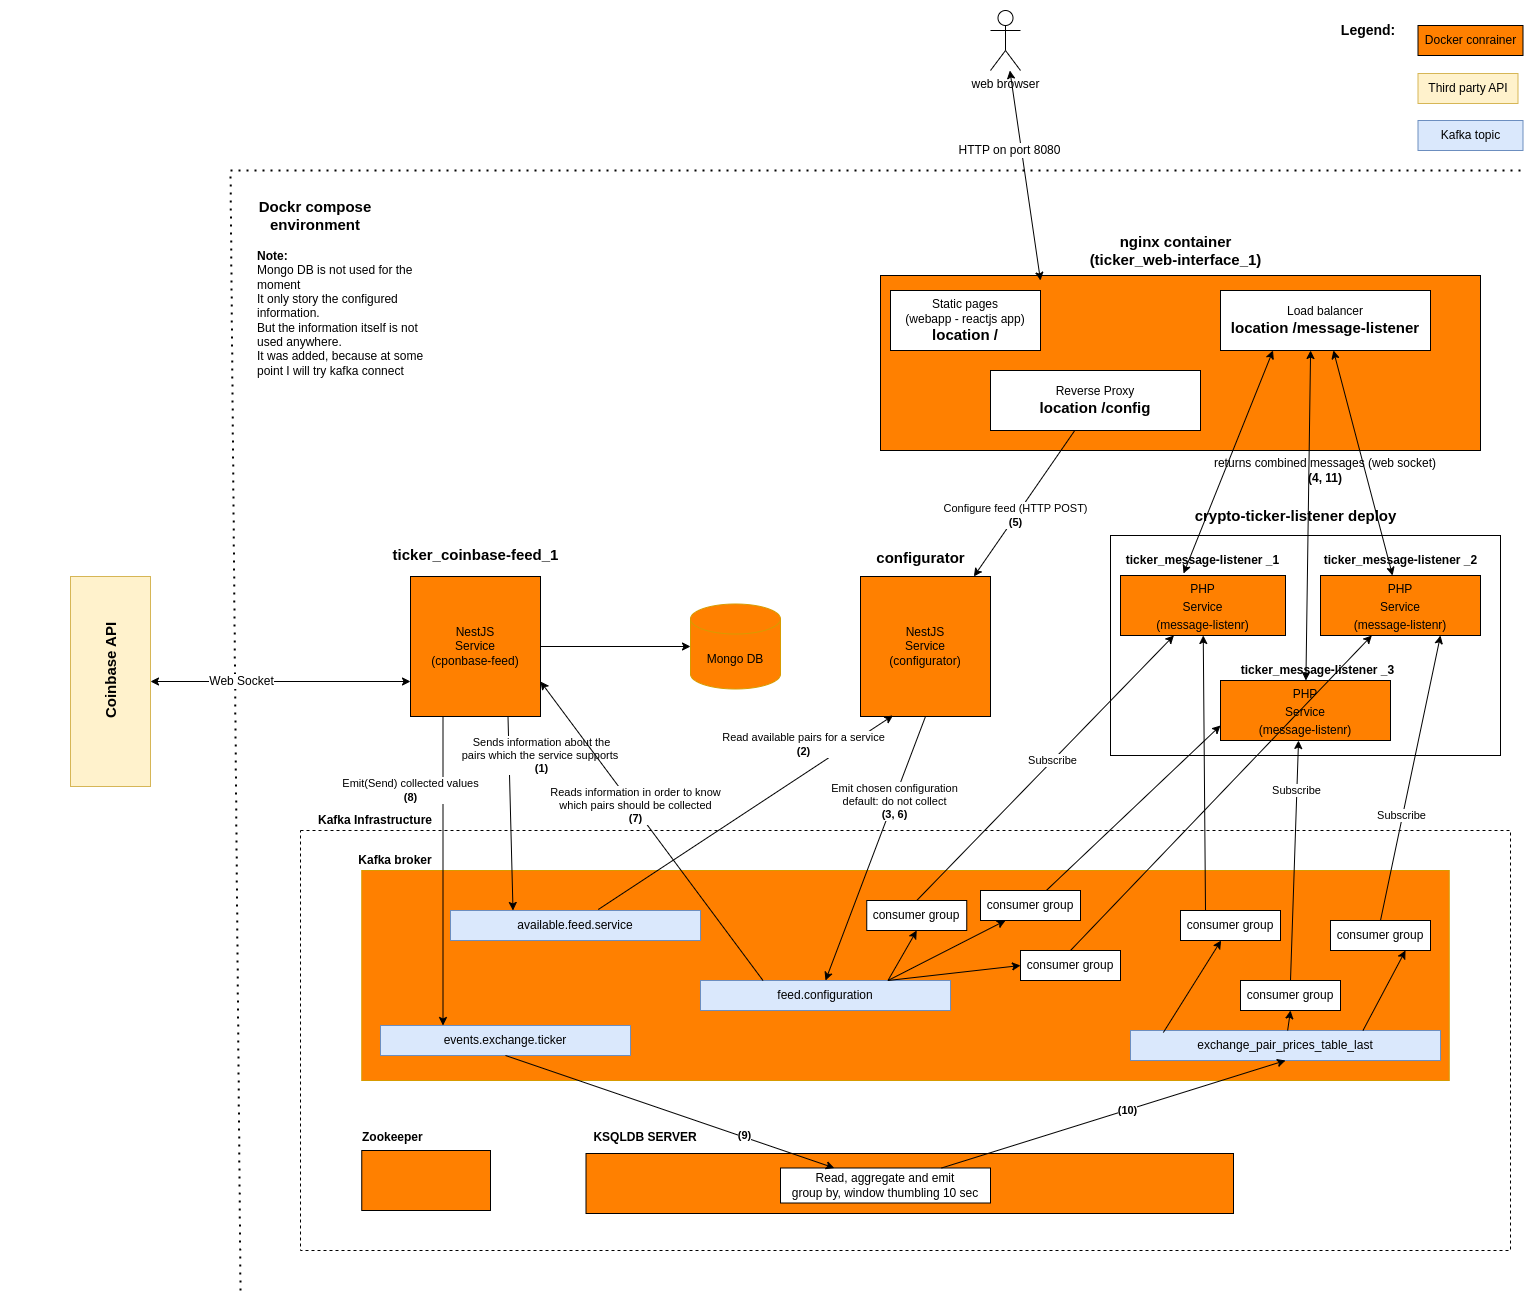 web browser
Legend:
Docker conrainer
Third party API
Kafka topic
HTTP on port 8080
Dockr compose
environment
Note:
Mongo DB is not used for the
moment
It only story the configured
information.
But the information itself is not
used anywhere.
It was added, because at some
point I will try kafka connect
nginx container
(ticker_web-interface_1)
Static pages
(webapp - reactjs app)
location /
Load balancer
location /message-listener
Reverse Proxy
location /config
returns combined messages (web socket)
(4, 11)
Configure feed (HTTP POST)
(5)
crypto-ticker-listener deploy
ticker_message-listener _1
PHP
Service
(message-listenr)
ticker_message-listener _2
PHP
Service
(message-listenr)
ticker_message-listener _3
PHP
Service
(message-listenr)
ticker_coinbase-feed_1
NestJS
Service
(cponbase-feed)
configurator
NestJS
Service
(configurator)
Mongo DB
Coinbase API
Web Socket
Sends information about the
pairs which the service supports
(1)
Read available pairs for a service
(2)
Emit(Send) collected values
(8)
Reads information in order to know
which pairs should be collected
(7)
Emit chosen configuration
default: do not collect
(3, 6)
Subscribe
Subscribe
Subscribe
Kafka Infrastructure
Kafka broker
available.feed.service
consumer group
consumer group
consumer group
consumer group
consumer group
consumer group
feed.configuration
events.exchange.ticker
exchange_pair_prices_table_last
(9)
(10)
Zookeeper
KSQLDB SERVER
Read, aggregate and emit
group by, window thumbling 10 sec